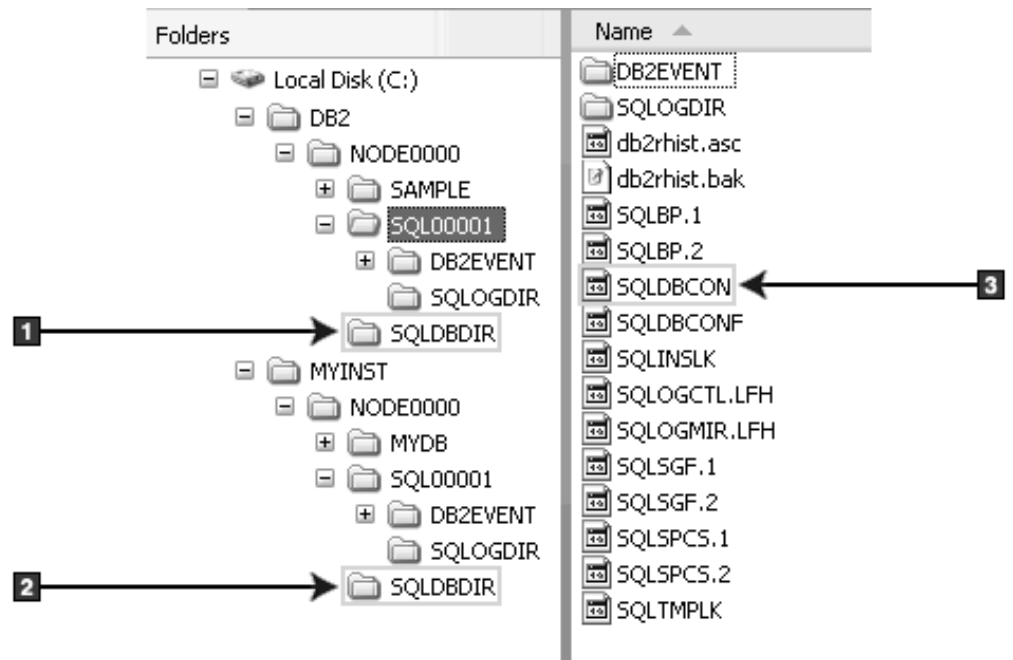 Folders
Local Disk (C:)
DB2
NODE0000
SAMPLE
SQL00001
DB2EVENT
SQLOGDIR
1
SQLDBDIR
MYINST
NODE0000
MYDB
SQL00001
DB2EVENT
SQLOGDIR
2
SQLDBDIR
Name
DB2EVENT
SQLOGDIR
db2rhist.asc
db2rhist.bak
SQLBP.1
SQLBP.2
SQLDBCON
3
SQLDBCONF
SQLINSLK
SQLOGCTL.LFH
SQLOGMIR.LFH
SQLSGF.1
SQLSGF.2
SQLSPCS.1
SQLSPCS.2
SQLTMPLK